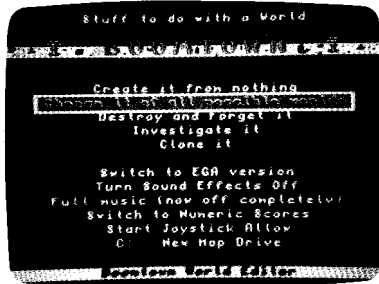 Stuff to do with a World
Create it from nothing
Destroy and Forget it
Investigate it
Clone it
Switch to EGA version
Turn Sound Effects Off
Full music (now off completely)
Switch to Numeric Scores
Start Joystick Allow
C: New Map Drive
World Editor